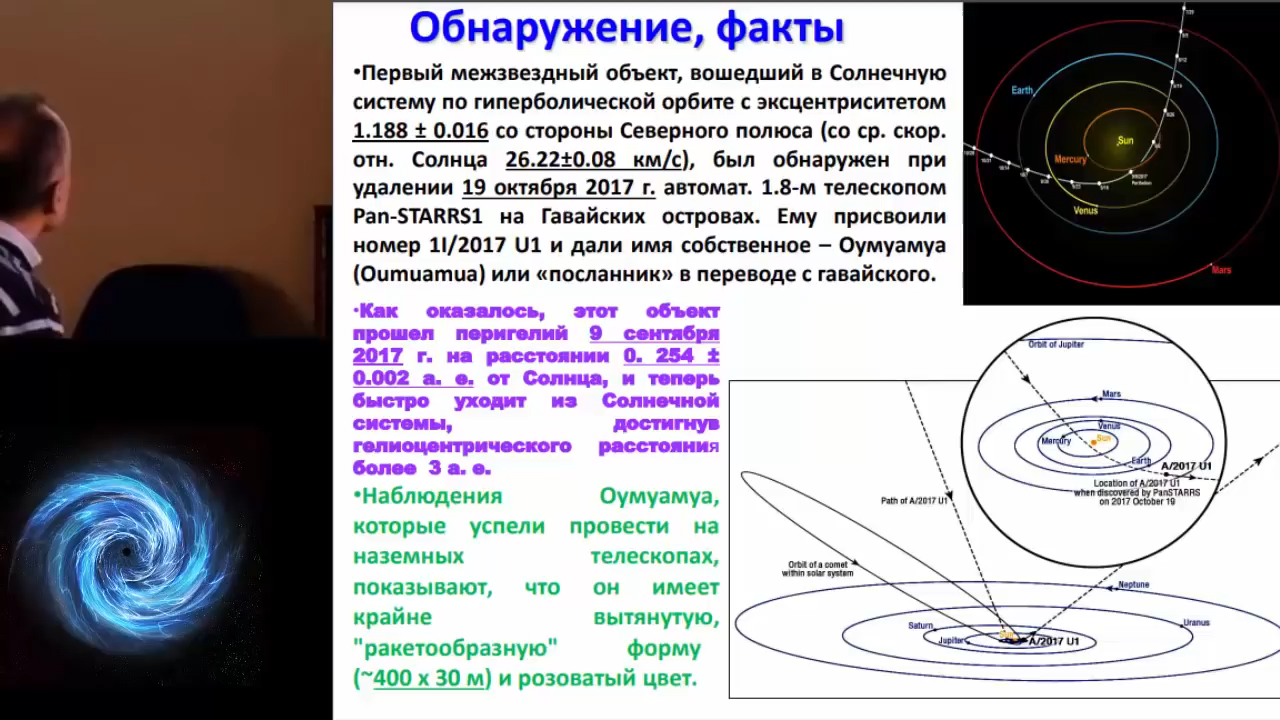 Обнаружение, факты
•Первый межзвездный объект, вошедший в Солнечную
систему по гиперболической орбите с эксцентриситетом
1.188 ± 0.016 со стороны Северного полюса (со ср. скор.
отн. Солнца 26.22±0.08 км/с), был обнаружен при
удалении 19 октября 2017 г. автомат. 1.8-м телескопом
Pan-STARRS1 на Гавайских островах. Ему присвоили
номер 1I/2017 U1 и дали имя собственное – Оумуамуа
(Oumuamua) или «посланник» в переводе с гавайского.
•Как оказалось, этот объект
прошел перигелий 9 сентября
2017 г. на расстоянии 0. 254 ±
0.002 а. е. от Солнца, и теперь
быстро уходит из Солнечной
системы, достигнув
гелиоцентрического расстояния
более 3 а. е.
•Наблюдения Оумуамуа,
которые успели провести на
наземных телескопах,
показывают, что он имеет
крайне вытянутую,
"ракетообразную" форму
(~400 x 30 м) и розоватый цвет.
Earth
Sun
Mercury
Venus
Mars
Orbit of Jupiter
Mars
Venus
Mercury
Sun
Earth
A/2017 U1
Location of A/2017 U1
when discovered by PanSTARRS
on 2017 October 19
Path of A/2017 U1
Orbit of a comet
within solar system
Neptune
Saturn
Uranus
Jupiter
A/2017 U1